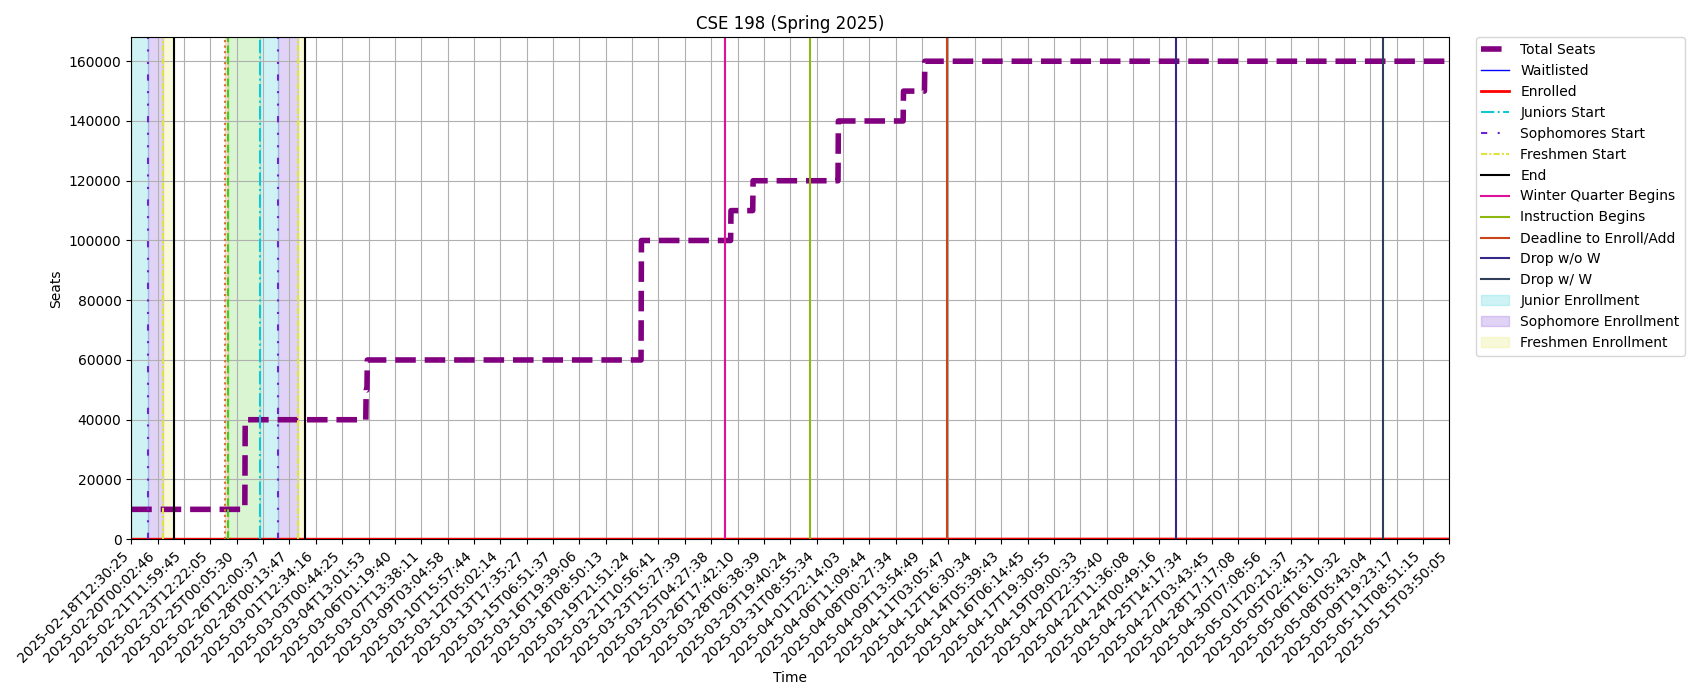 CSE 198 (Spring 2025)
Seats
160000
140000
120000
100000
80000
60000
40000
20000
0
2025-02-18T12:30:25
2025-02-20T00:02:46
2025-02-21T11:59:45
2025-02-23T12:22:05
2025-02-25T00:05:30
2025-02-26T12:00:37
2025-02-28T00:13:47
2025-03-01T12:34:16
2025-03-03T00:44:25
2025-03-04T13:01:53
2025-03-06T01:19:40
2025-03-07T13:38:11
2025-03-09T03:04:58
2025-03-10T15:57:44
2025-03-12T05:02:14
2025-03-13T17:35:27
2025-03-15T06:51:37
2025-03-16T19:39:06
2025-03-18T08:50:13
2025-03-19T21:51:24
2025-03-21T10:56:41
2025-03-23T15:27:39
2025-03-25T04:27:38
2025-03-26T17:42:10
2025-03-28T06:38:39
2025-03-29T19:40:24
2025-03-31T08:55:34
2025-04-01T22:14:03
2025-04-06T11:09:44
2025-04-08T00:27:34
2025-04-09T13:54:49
2025-04-11T03:05:47
2025-04-12T16:30:34
2025-04-14T05:39:43
2025-04-16T06:14:45
2025-04-17T19:30:55
2025-04-19T09:00:33
2025-04-20T22:35:40
2025-04-22T11:36:08
2025-04-24T00:49:16
2025-04-25T14:17:34
2025-04-27T03:43:45
2025-04-28T17:17:08
2025-04-30T07:08:56
2025-05-01T20:21:37
2025-05-05T02:45:31
2025-05-06T16:10:32
2025-05-08T05:43:04
2025-05-09T19:23:17
2025-05-11T08:51:15
2025-05-15T03:50:05
Time
Total Seats
Waitlisted
Enrolled
Juniors Start
Sophomores Start
Freshmen Start
End
Winter Quarter Begins
Instruction Begins
Deadline to Enroll/Add
Drop w/o W
Drop w/ W
Junior Enrollment
Sophomore Enrollment
Freshmen Enrollment